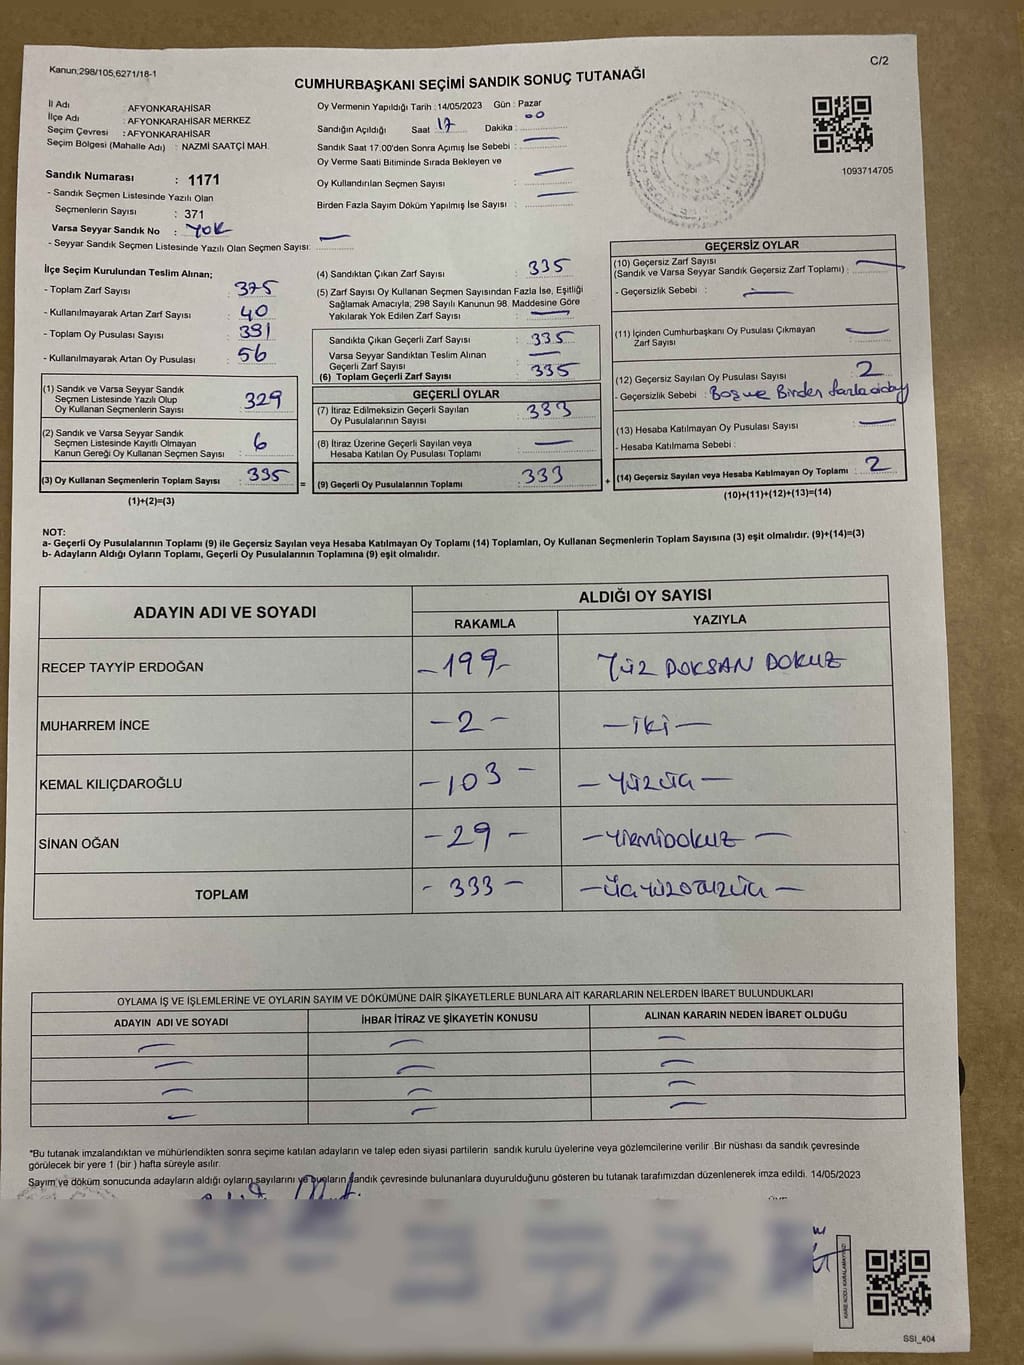 Kanun;298/105,6271/18-1
C/2
CUMHURBAŞKANI SEÇİMİ SANDIK SONUÇ TUTANAĞI
İl Adı : AFYONKARAHİSAR
İlçe Adı : AFYONKARAHİSAR MERKEZ
Seçim Çevresi : AFYONKARAHİSAR
Seçim Bölgesi (Mahalle Adı) : NAZMİ SAATÇİ MAH.
Sandık Numarası : 1171
- Sandık Seçmen Listesinde Yazılı Olan
Seçmenlerin Sayısı : 371
Varsa Seyyar Sandık No : YOK
- Seyyar Sandık Seçmen Listesinde Yazılı Olan Seçmen Sayısı: —
Oy Vermenin Yapıldığı Tarih : 14/05/2023 Gün : Pazar
Sandığın Açıldığı Saat 17 Dakika : 00
Sandık Saat 17.00'den Sonra Açımış İse Sebebi : —
Oy Verme Saati Bitiminde Sırada Bekleyen ve
Oy Kullandırılan Seçmen Sayısı : —
Birden Fazla Sayım Döküm Yapılmış İse Sayısı : —
1093714705
İlçe Seçim Kurulundan Teslim Alınan;
- Toplam Zarf Sayısı : 375
- Kullanılmayarak Artan Zarf Sayısı : 40
- Toplam Oy Pusulası Sayısı : 391
- Kullanılmayarak Artan Oy Pusulası : 56
(1) Sandık ve Varsa Seyyar Sandık
Seçmen Listesinde Yazılı Olup
Oy Kullanan Seçmenlerin Sayısı : 329
(2) Sandık ve Varsa Seyyar Sandık
Seçmen Listesinde Kayıtlı Olmayan
Kanun Gereği Oy Kullanan Seçmen Sayısı : 6
(3) Oy Kullanan Seçmenlerin Toplam Sayısı : 335
(1)+(2)=(3)
=
(4) Sandıktan Çıkan Zarf Sayısı : 335
(5) Zarf Sayısı Oy Kullanan Seçmen Sayısından Fazla İse, Eşitliği
Sağlamak Amacıyla; 298 Sayılı Kanunun 98. Maddesine Göre
Yakılarak Yok Edilen Zarf Sayısı : —
Sandıkta Çıkan Geçerli Zarf Sayısı : 335
Varsa Seyyar Sandıktan Teslim Alınan
Geçerli Zarf Sayısı : —
(6) Toplam Geçerli Zarf Sayısı : 335
GEÇERLİ OYLAR
(7) İtiraz Edilmeksizin Geçerli Sayılan
Oy Pusulalarının Sayısı : 333
(8) İtiraz Üzerine Geçerli Sayılan veya
Hesaba Katılan Oy Pusulası Toplamı : —
(9) Geçerli Oy Pusulalarının Toplamı : 333
+
GEÇERSİZ OYLAR
(10) Geçersiz Zarf Sayısı
(Sandık ve Varsa Seyyar Sandık Geçersiz Zarf Toplamı) : —
- Geçersizlik Sebebi : —
(11) İçinden Cumhurbaşkanı Oy Pusulası Çıkmayan
Zarf Sayısı : —
(12) Geçersiz Sayılan Oy Pusulası Sayısı : 2
- Geçersizlik Sebebi : Boş ve Birden fazla aday
(13) Hesaba Katılmayan Oy Pusulası Sayısı : —
- Hesaba Katılmama Sebebi :
(14) Geçersiz Sayılan veya Hesaba Katılmayan Oy Toplamı : 2
(10)+(11)+(12)+(13)=(14)
NOT:
a- Geçerli Oy Pusulalarının Toplamı (9) ile Geçersiz Sayılan veya Hesaba Katılmayan Oy Toplamı (14) Toplamları, Oy Kullanan Seçmenlerin Toplam Sayısına (3) eşit olmalıdır. (9)+(14)=(3)
b- Adayların Aldığı Oyların Toplamı, Geçerli Oy Pusulalarının Toplamına (9) eşit olmalıdır.
ADAYIN ADI VE SOYADI
ALDIĞI OY SAYISI
RAKAMLA YAZIYLA
RECEP TAYYİP ERDOĞAN -199- YÜZ DOKSAN DOKUZ
MUHARREM İNCE -2- -iki-
KEMAL KILIÇDAROĞLU -103- -YÜZÜÇ-
SİNAN OĞAN -29- -YİRMİDOKUZ-
TOPLAM -333- -ÜÇYÜZOTUZÜÇ-
OYLAMA İŞ VE İŞLEMLERİNE VE OYLARIN SAYIM VE DÖKÜMÜNE DAİR ŞİKAYETLERLE BUNLARA AİT KARARLARIN NELERDEN İBARET BULUNDUKLARI
ADAYIN ADI VE SOYADI İHBAR İTİRAZ VE ŞİKAYETİN KONUSU ALINAN KARARIN NEDEN İBARET OLDUĞU
— — —
— — —
— — —
— — —
*Bu tutanak imzalandıktan ve mühürlendikten sonra seçime katılan adayların ve talep eden siyasi partilerin sandık kurulu üyelerine veya gözlemcilerine verilir. Bir nüshası da sandık çevresinde
görülecek bir yere 1 (bir ) hafta süreyle asılır.
Sayım ve döküm sonucunda adayların aldığı oyların sayılarını ve bunların sandık çevresinde bulunanlara duyurulduğunu gösteren bu tutanak tarafımızdan düzenlenerek imza edildi. 14/05/2023
KARE KODU KARALAMAYINIZ!
SSI_404